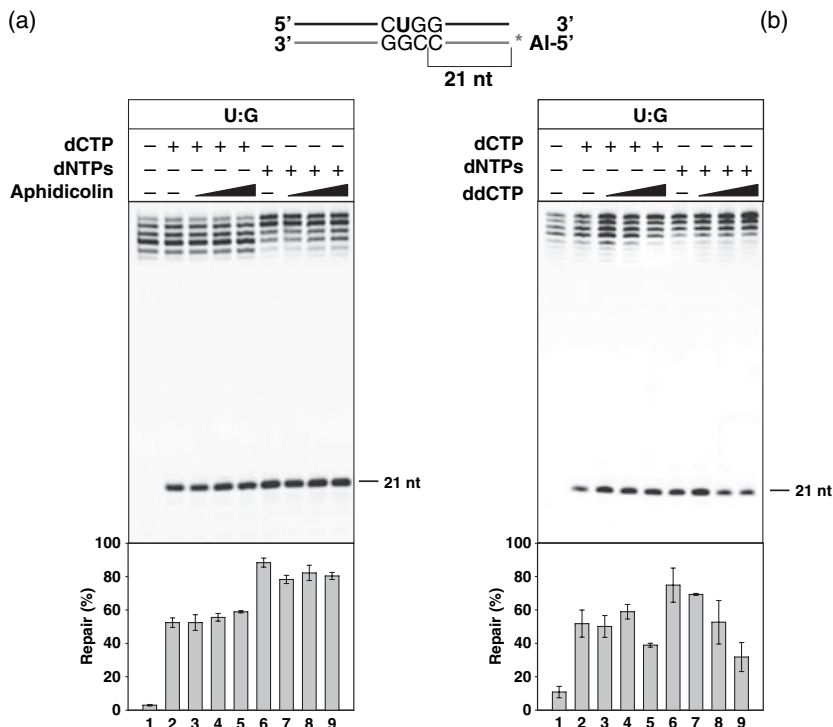 (a)
(b)
5' CUGG 3'
3' GGCC * Al-5'
21 nt
U:G
dCTP − + + + + − − − −
dNTPs − − − − − + + + +
Aphidicolin − − −
21 nt
Repair (%)
100
80
60
40
20
0
1 2 3 4 5 6 7 8 9
U:G
dCTP − + + + + − − − −
dNTPs − − − − − + + + +
ddCTP − − −
21 nt
Repair (%)
100
80
60
40
20
0
1 2 3 4 5 6 7 8 9